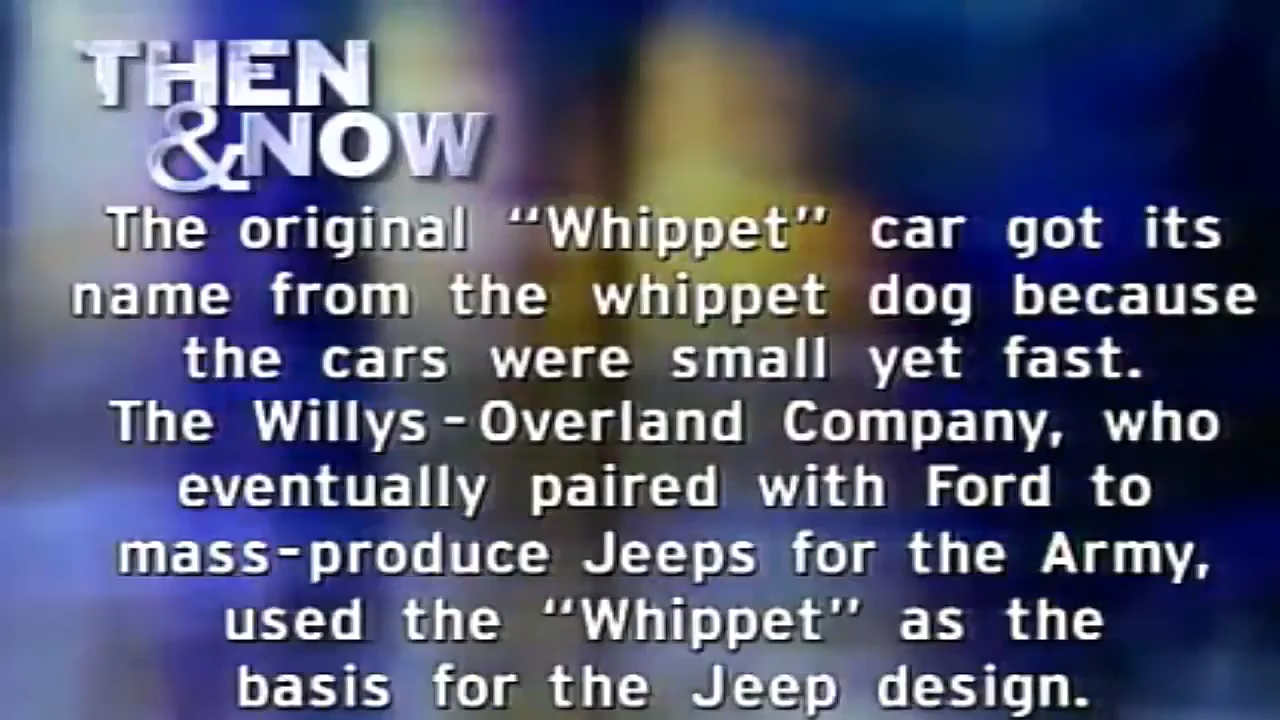 THEN
& NOW
The original “Whippet” car got its
name from the whippet dog because
the cars were small yet fast.
The Willys-Overland Company, who
eventually paired with Ford to
mass-produce Jeeps for the Army,
used the “Whippet” as the
basis for the Jeep design.